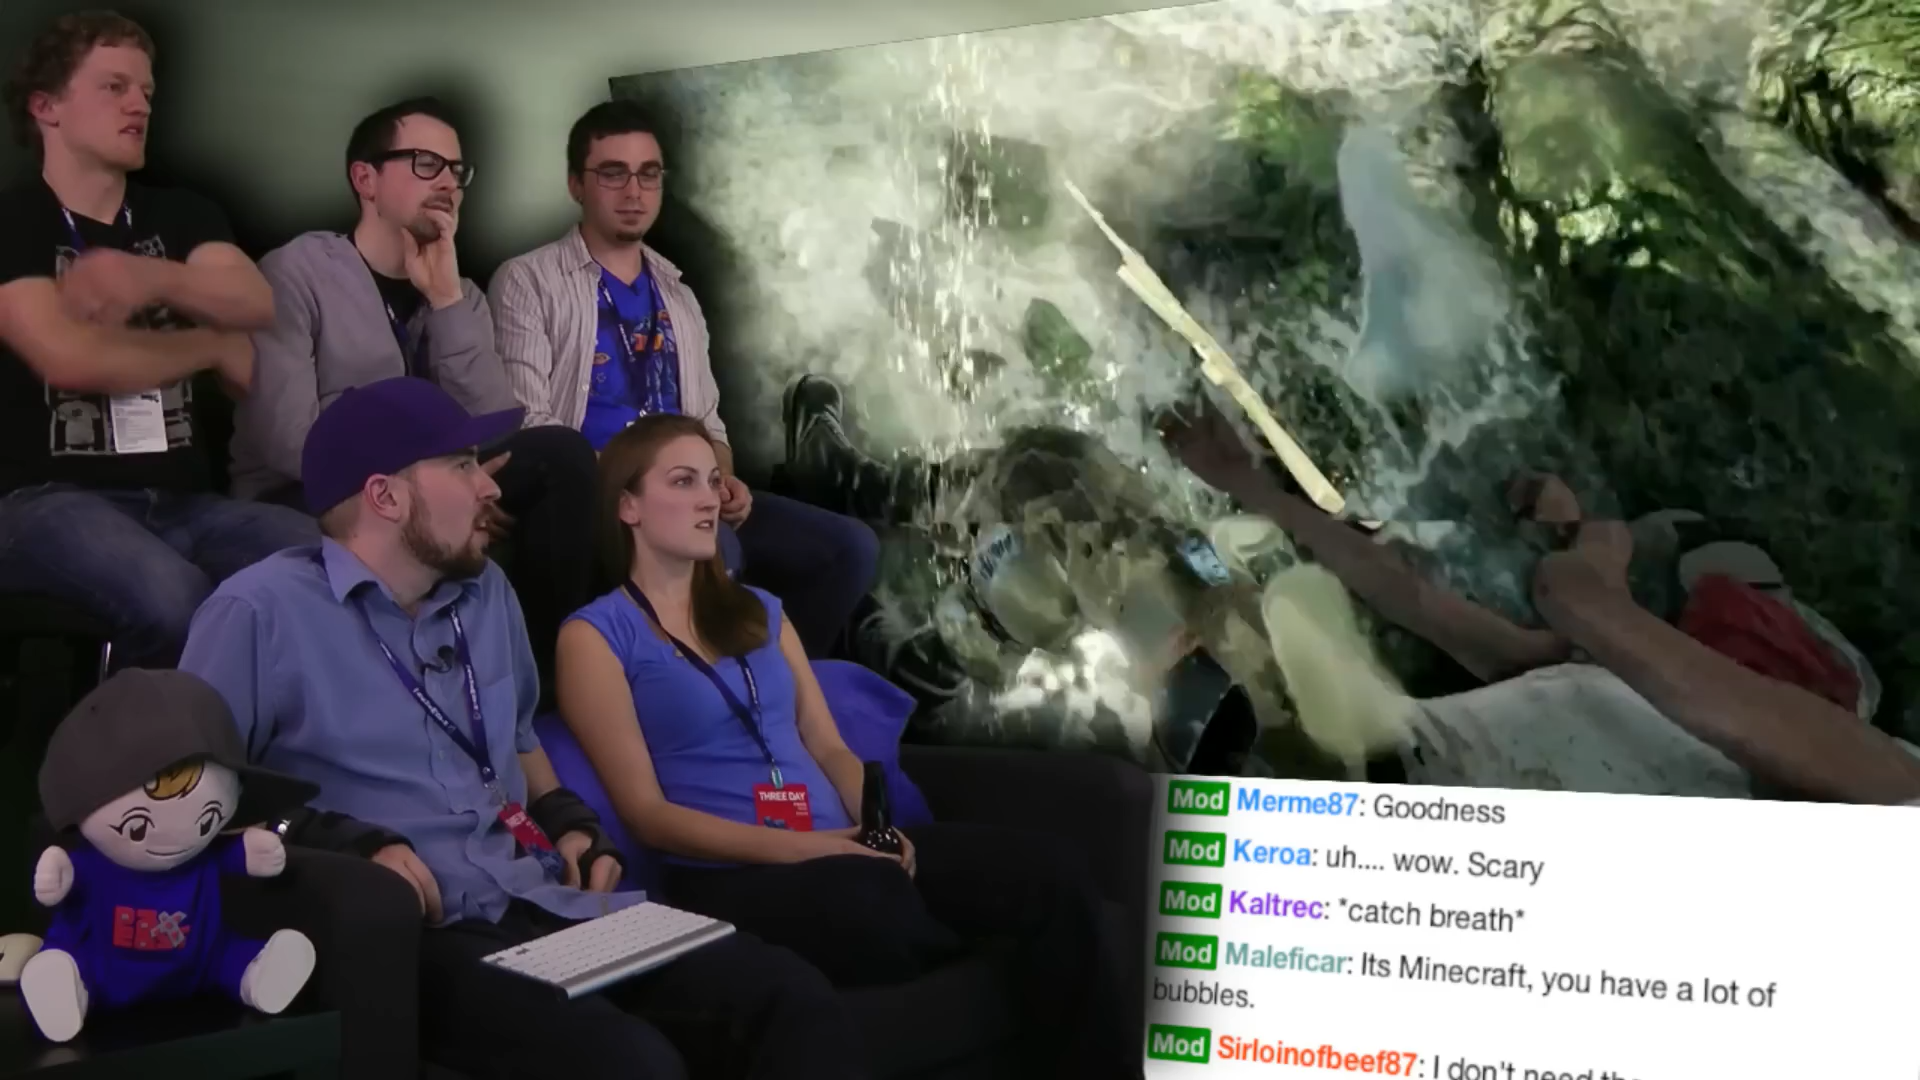 THREE DAY
Mod Merme87: Goodness
Mod Keroa: uh.... wow. Scary
Mod Kaltrec: *catch breath*
Mod Maleficar: Its Minecraft, you have a lot of
bubbles.
Mod Sirloinofbeef87: I don't need